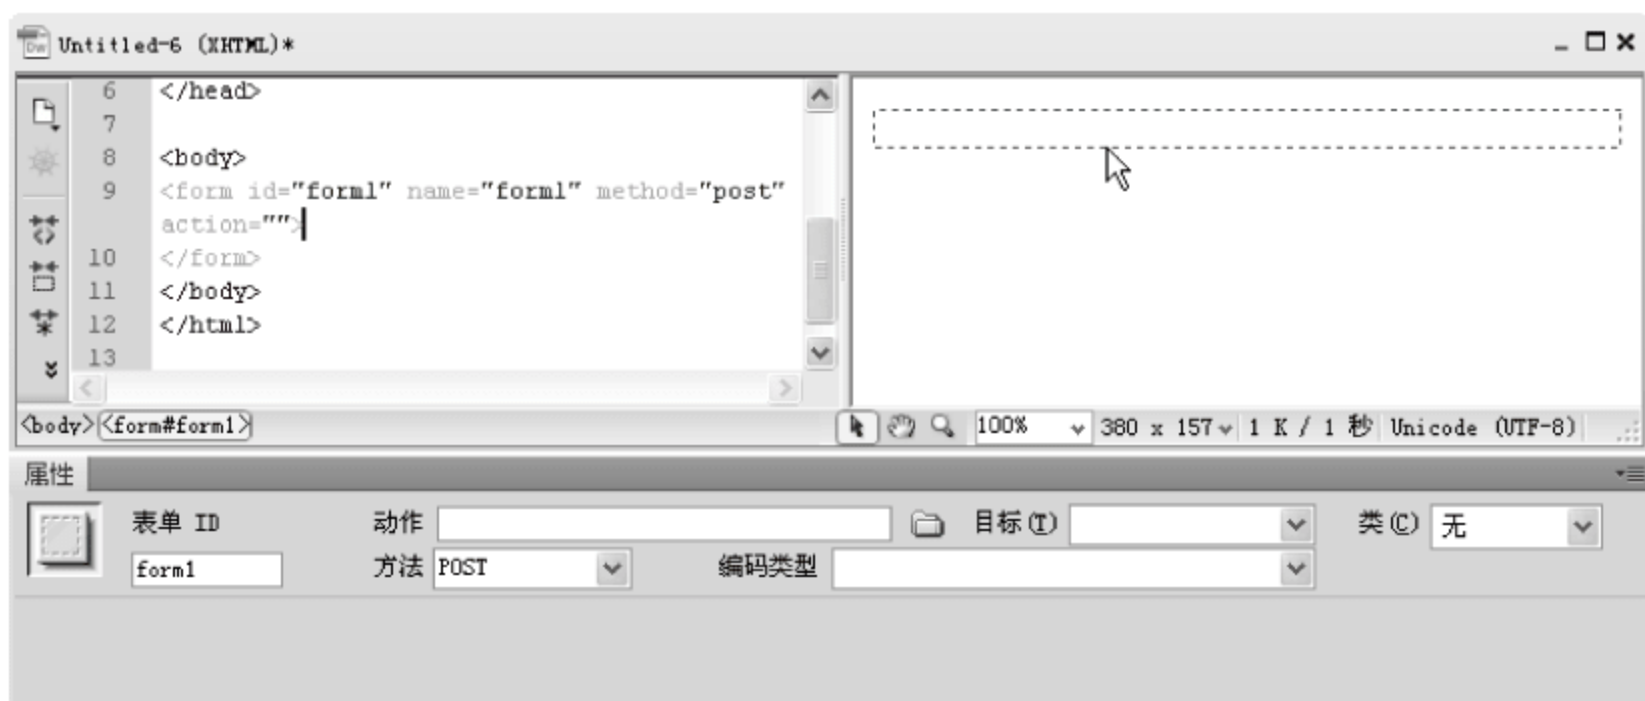 Untitled-6 (XHTML)*
6 </head>
7
8 <body>
9 <form id="form1" name="form1" method="post"
action="">
10 </form>
11 </body>
12 </html>
13
<body> <form#form1> 100% 380 x 157 1 K / 1 秒 Unicode (UTF-8)
属性
表单 ID 动作 目标(T) 类(C) 无
form1 方法 POST 编码类型